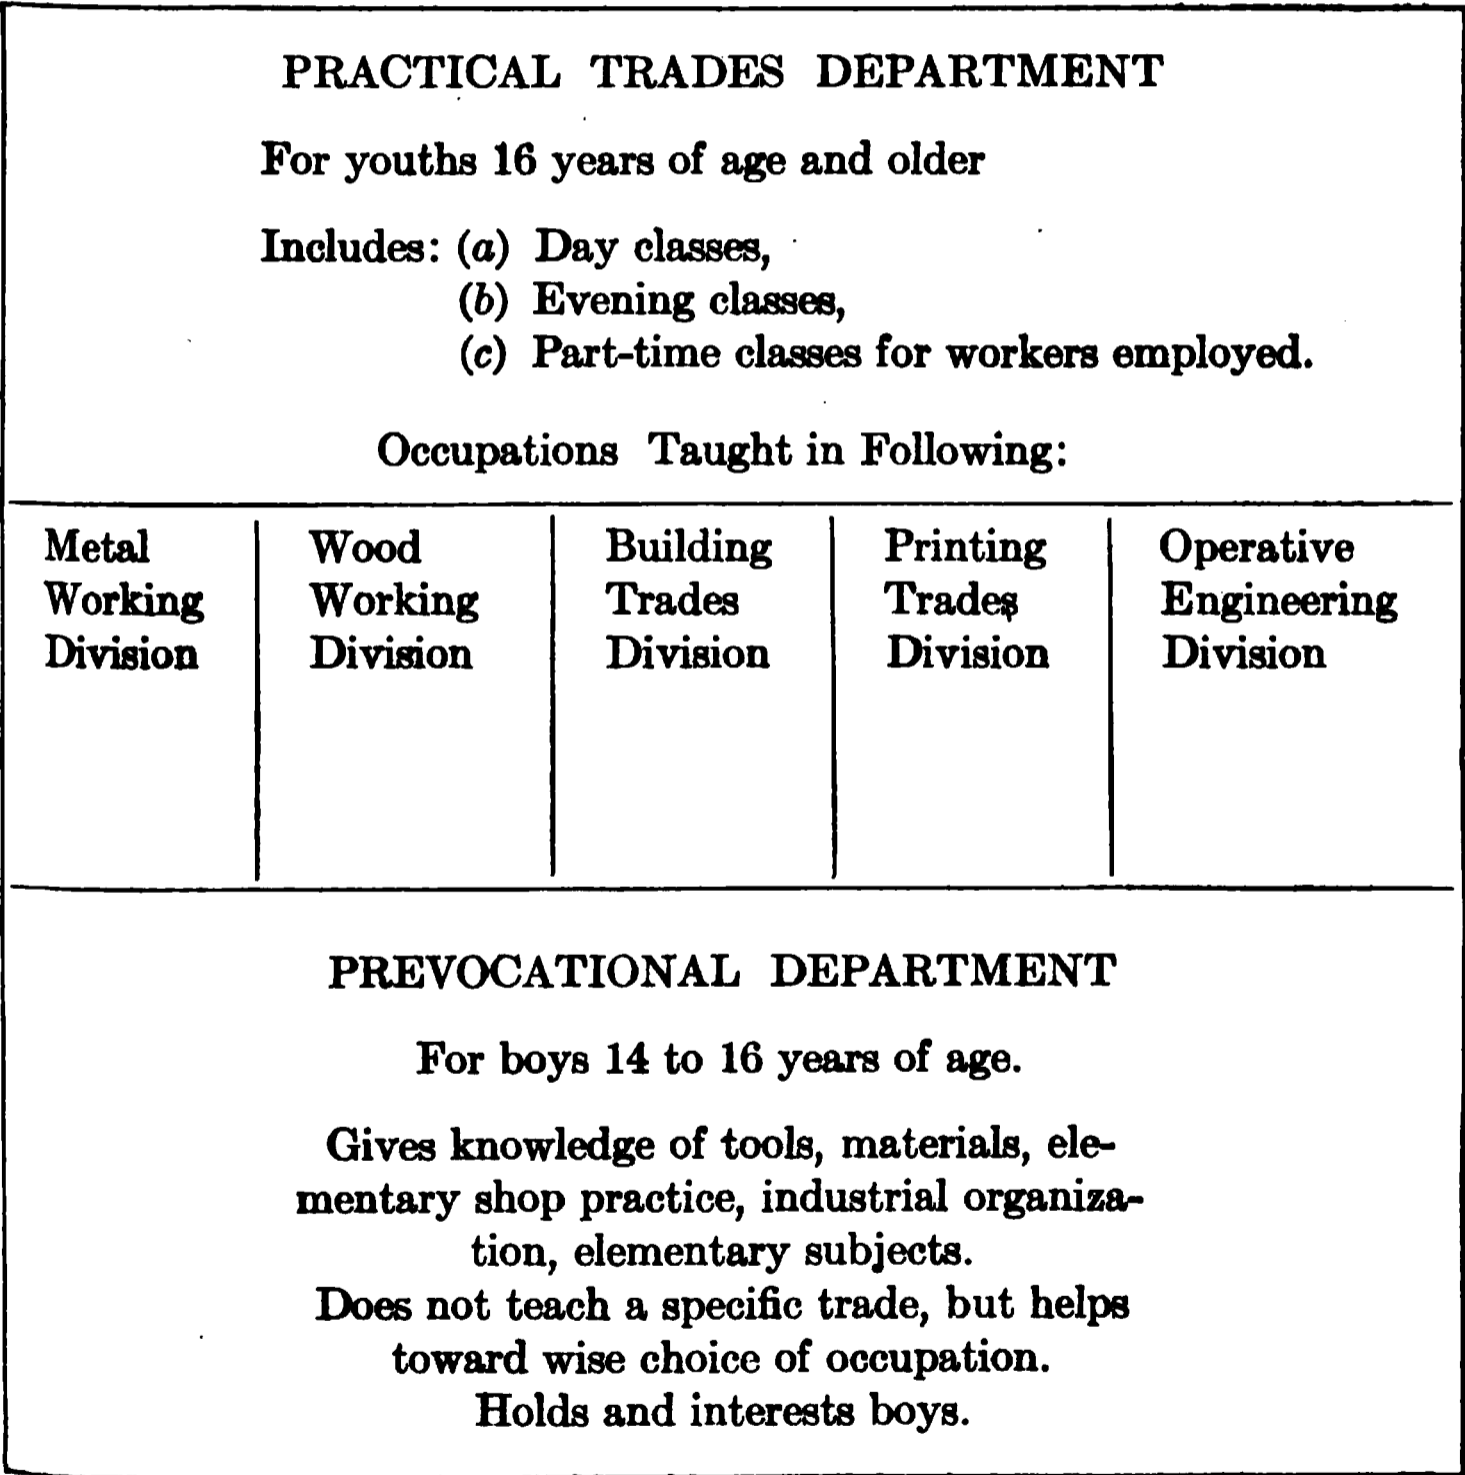 PRACTICAL TRADES DEPARTMENT
For youths 16 years of age and older
Includes: (a) Day classes,
(b) Evening classes,
(c) Part-time classes for workers employed.
Occupations Taught in Following:
Metal
Working
Division
Wood
Working
Division
Building
Trades
Division
Printing
Trades
Division
Operative
Engineering
Division
PREVOCATIONAL DEPARTMENT
For boys 14 to 16 years of age.
Gives knowledge of tools, materials, ele-
mentary shop practice, industrial organiza-
tion, elementary subjects.
Does not teach a specific trade, but helps
toward wise choice of occupation.
Holds and interests boys.